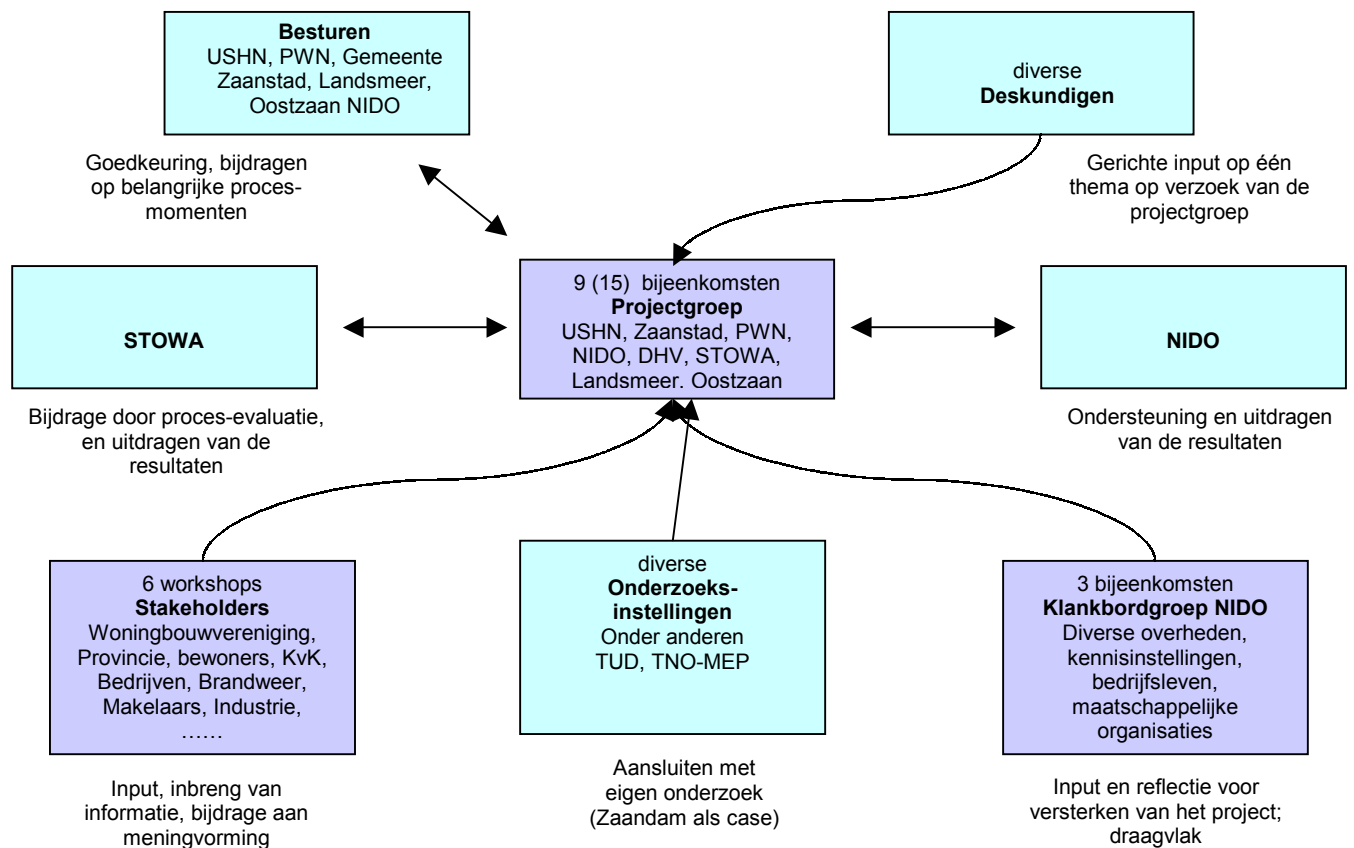 Besturen
USHN, PWN, Gemeente
Zaanstad, Landsmeer,
Oostzaan NIDO
diverse
Deskundigen
Goedkeuring, bijdragen
op belangrijke proces-
momenten
Gerichte input op één
thema op verzoek van de
projectgroep
STOWA
9 (15) bijeenkomsten
Projectgroep
USHN, Zaanstad, PWN,
NIDO, DHV, STOWA,
Landsmeer. Oostzaan
NIDO
Bijdrage door proces-evaluatie,
en uitdragen van de
resultaten
Ondersteuning en uitdragen
van de resultaten
6 workshops
Stakeholders
Woningbouwvereniging,
Provincie, bewoners, KvK,
Bedrijven, Brandweer,
Makelaars, Industrie,
……
diverse
Onderzoeks-
instellingen
Onder anderen
TUD, TNO-MEP
3 bijeenkomsten
Klankbordgroep NIDO
Diverse overheden,
kennisinstellingen,
bedrijfsleven,
maatschappelijke
organisaties
Input, inbreng van
informatie, bijdrage aan
meningvorming
Aansluiten met
eigen onderzoek
(Zaandam als case)
Input en reflectie voor
versterken van het project;
draagvlak